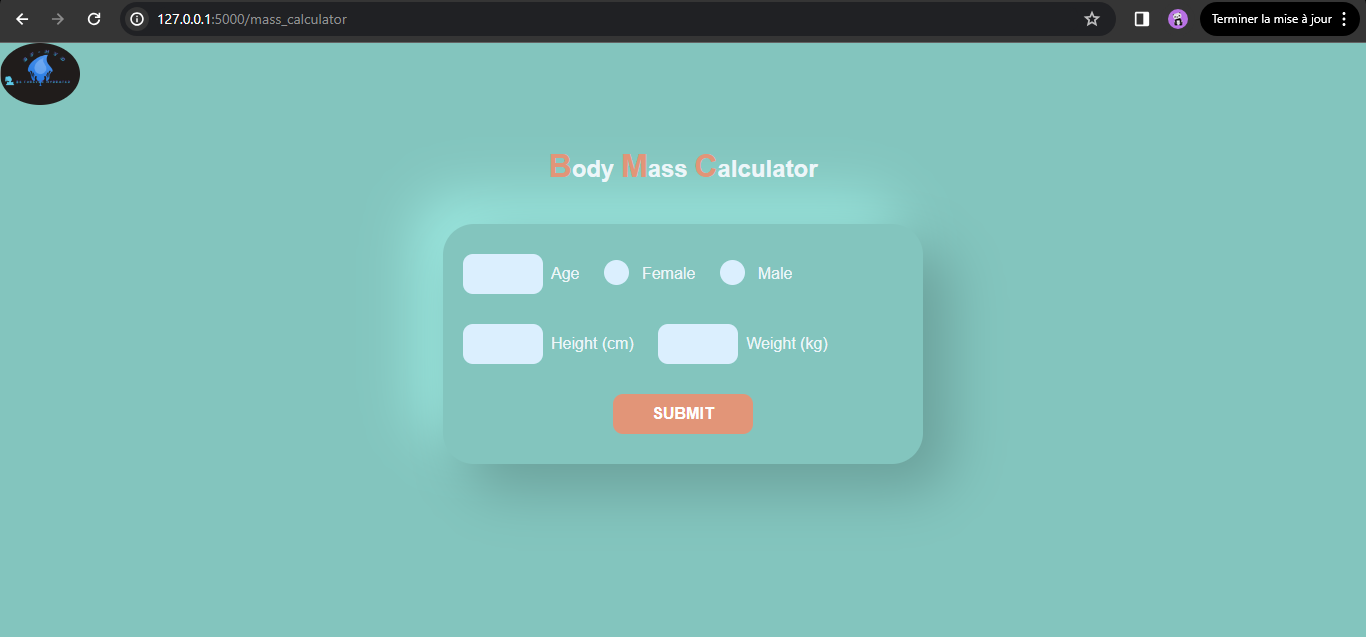 127.0.0.1:5000/mass_calculator
Terminer la mise à jour
Body Mass Calculator
Age Female Male
Height (cm) Weight (kg)
SUBMIT